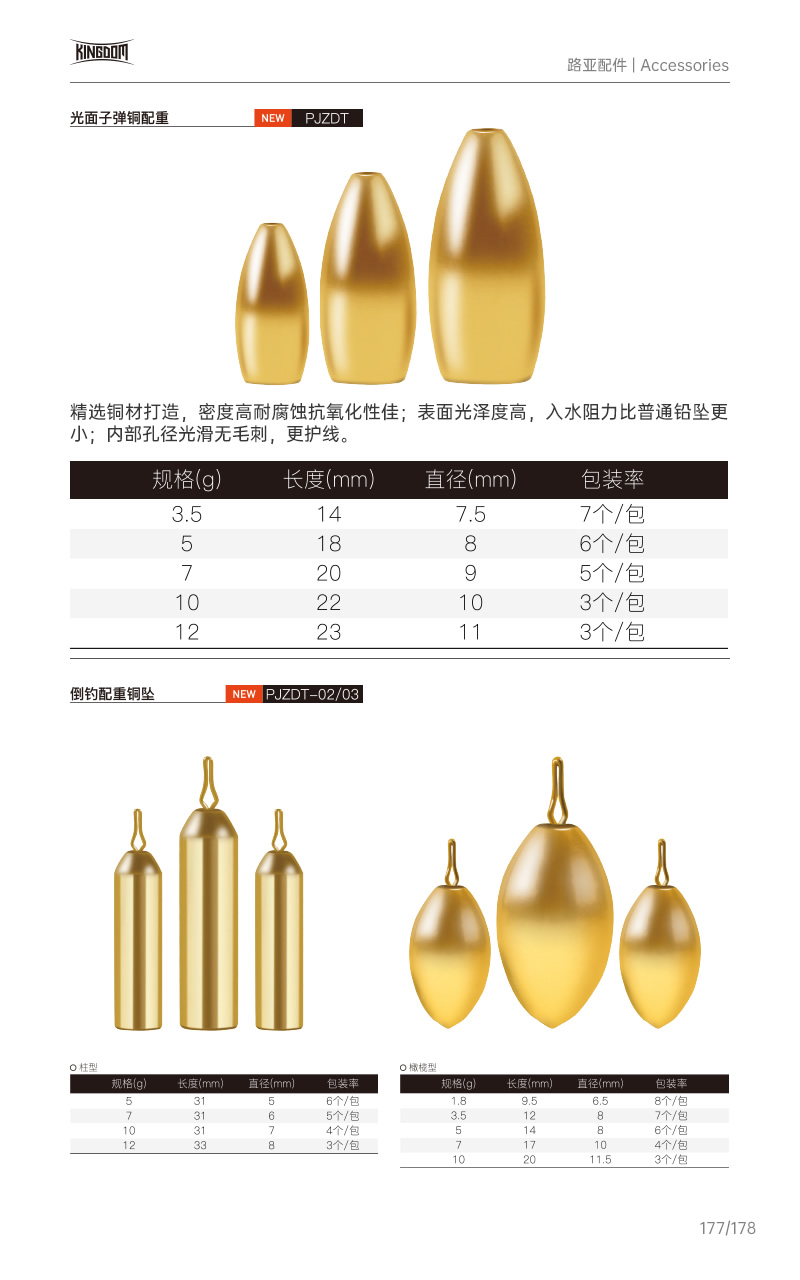 KINGDOM
路亚配件 | Accessories
光面子弹铜配重 NEW PJZDT
精选铜材打造，密度高耐腐蚀抗氧化性佳；表面光泽度高，入水阻力比普通铅坠更
小；内部孔径光滑无毛刺，更护线。
规格(g) 长度(mm) 直径(mm) 包装率
3.5 14 7.5 7个/包
5 18 8 6个/包
7 20 9 5个/包
10 22 10 3个/包
12 23 11 3个/包
倒钓配重铜坠 NEW PJZDT-02/03
柱型
规格(g) 长度(mm) 直径(mm) 包装率
5 31 5 6个/包
7 31 6 5个/包
10 31 7 4个/包
12 33 8 3个/包
橄榄型
规格(g) 长度(mm) 直径(mm) 包装率
1.8 9.5 6.5 8个/包
3.5 12 8 7个/包
5 14 8 6个/包
7 17 10 4个/包
10 20 11.5 3个/包
177/178